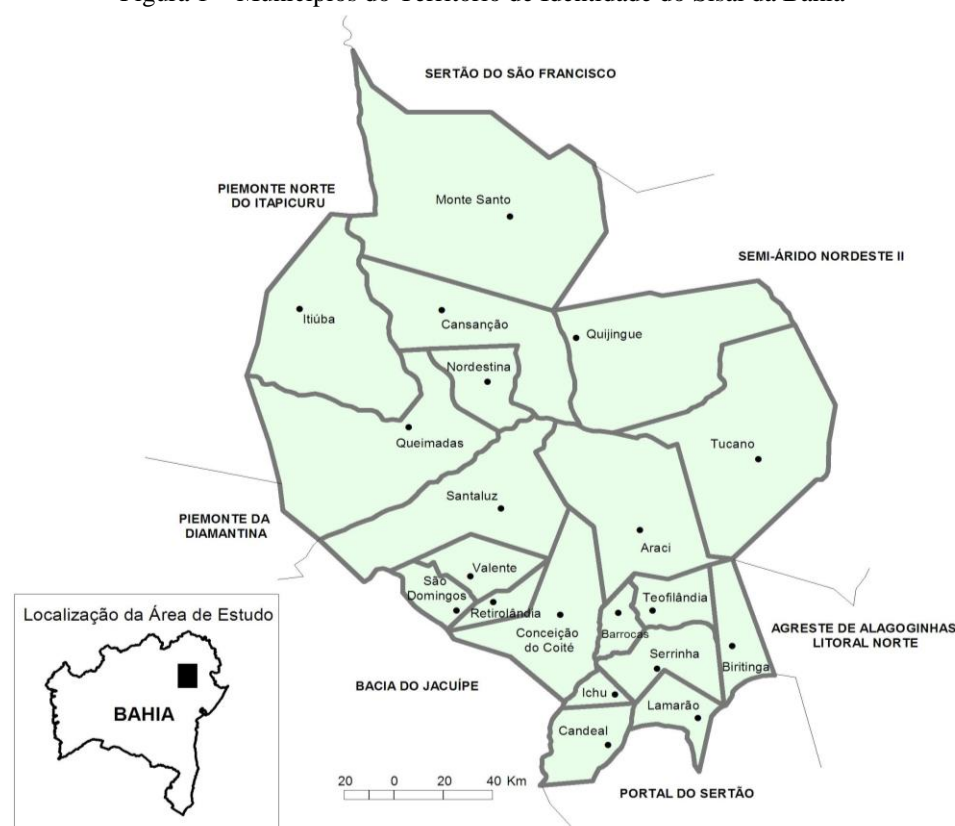 Figura 1 – Municípios do Território de Identidade do Sisal da Bahia
SERTÃO DO SÃO FRANCISCO
PIEMONTE NORTE
DO ITAPICURU
Monte Santo
SEMI-ÁRIDO NORDESTE II
Itiúba
Cansanção
Quijingue
Nordestina
Queimadas
Tucano
Santaluz
PIEMONTE DA
DIAMANTINA
Araci
Valente
São
Domingos
Retirolândia
Teofilândia
Conceição
do Coité
Barrocas
AGRESTE DE ALAGOGINHAS
LITORAL NORTE
Serrinha
Biritinga
BACIA DO JACUÍPE
Ichu
Lamarão
Candeal
Localização da Área de Estudo
BAHIA
20 0 20 40 Km
PORTAL DO SERTÃO